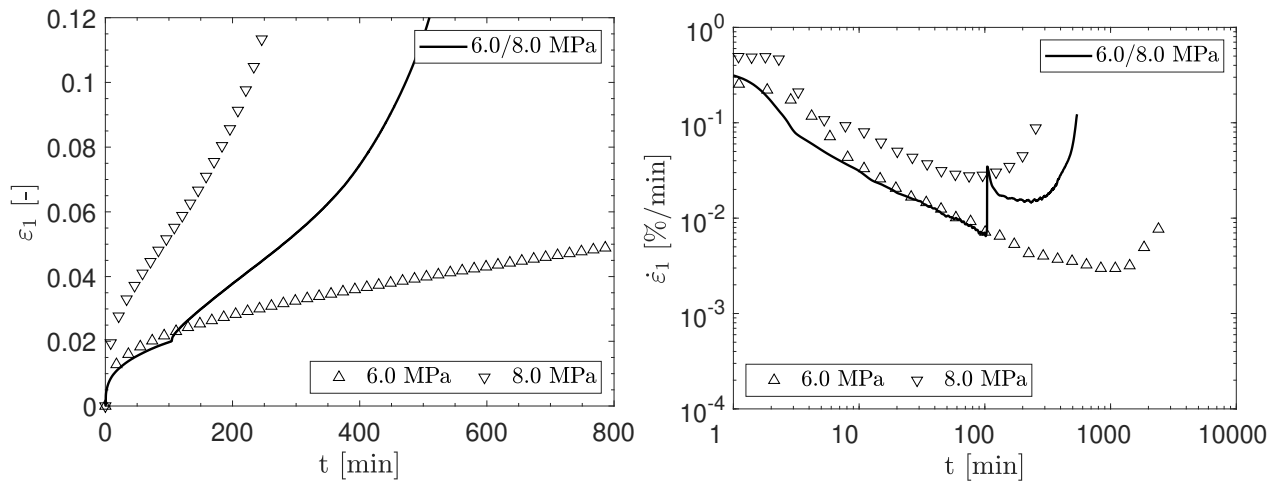 0.12
0.1
0.08
0.06
0.04
0.02
0
ε₁ [-]
6.0/8.0 MPa
6.0 MPa 8.0 MPa
0 200 400 600 800
t [min]
10⁰
10⁻¹
10⁻²
10⁻³
10⁻⁴
ε̇₁ [%/min]
6.0/8.0 MPa
6.0 MPa 8.0 MPa
1 10 100 1000 10000
t [min]